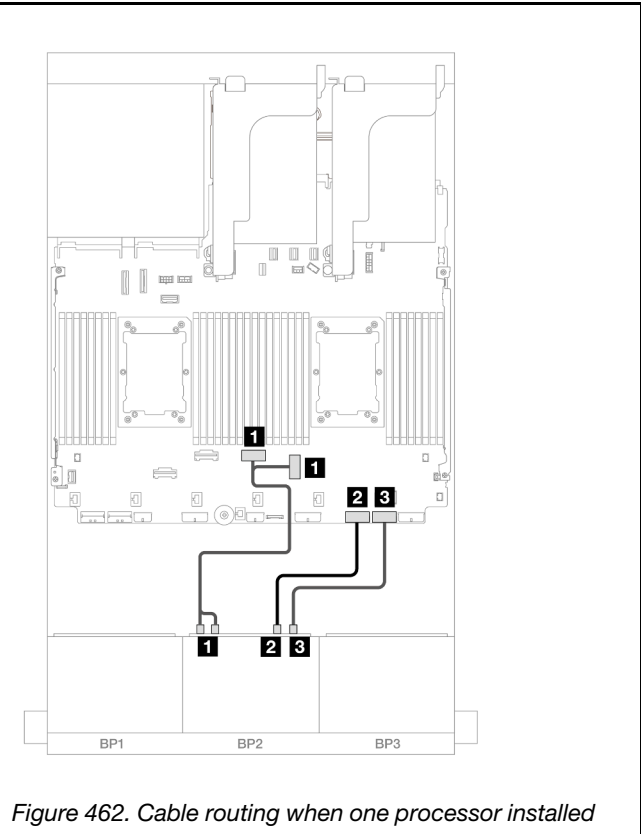 1
1
2 3
1 2 3
BP1 BP2 BP3
Figure 462. Cable routing when one processor installed